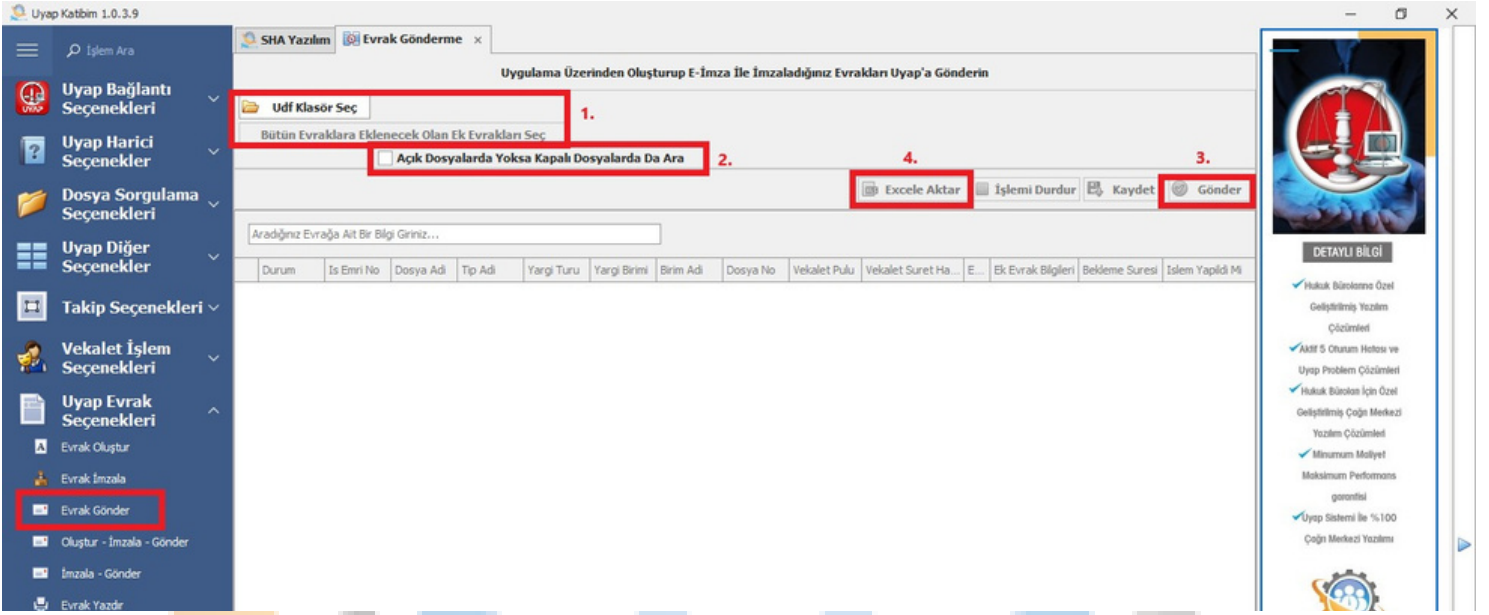 Uyap Katibim 1.0.3.9
İşlem Ara
Uyap Bağlantı
Seçenekleri
Uyap Harici
Seçenekler
Dosya Sorgulama
Seçenekleri
Uyap Diğer
Seçenekler
Takip Seçenekleri
Vekalet İşlem
Seçenekleri
Uyap Evrak
Seçenekleri
Evrak Oluştur
Evrak İmzala
Evrak Gönder
Oluştur - İmzala - Gönder
İmzala - Gönder
Evrak Yazdır
SHA Yazılım
Evrak Gönderme
Uygulama Üzerinden Oluşturup E-İmza İle İmzaladığınız Evrakları Uyap'a Gönderin
Udf Klasör Seç
1.
Bütün Evraklara Eklenecek Olan Ek Evrakları Seç
Açık Dosyalarda Yoksa Kapalı Dosyalarda Da Ara
2.
4.
3.
Excele Aktar
İşlemi Durdur
Kaydet
Gönder
Aradığınız Evrağa Ait Bir Bilgi Giriniz...
Durum Is Emri No Dosya Adi Tip Adi Yargi Turu Yargi Birimi Birim Adi Dosya No Vekalet Pulu Vekalet Suret Ha... E... Ek Evrak Bilgileri Bekleme Suresi Islem Yapildi Mi
UYAP
DETAYLI BİLGİ
Hukuk Bürolarına Özel
Geliştirilmiş Yazılım
Çözümleri
Aktif 5 Oturum Hatası ve
Uyap Problem Çözümleri
Hukuk Büroları İçin Özel
Geliştirilmiş Çağrı Merkezi
Yazılım Çözümleri
Minumum Maliyet
Maksimum Performans
garantisi
Uyap Sistemi İle %100
Çağrı Merkezi Yazılımı